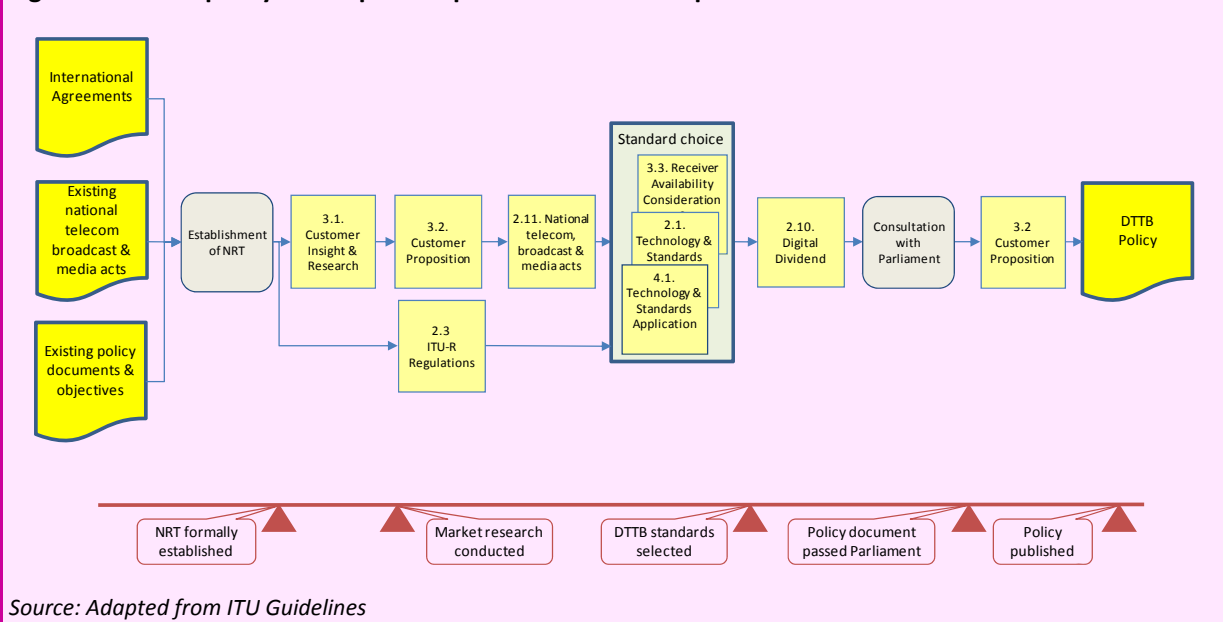 International
Agreements
Existing
national
telecom
broadcast &
media acts
Existing policy
documents &
objectives
Establishment
of NRT
3.1.
Customer
Insight &
Research
3.2.
Customer
Proposition
2.11. National
telecom,
broadcast &
media acts
2.3
ITU-R
Regulations
Standard choice
3.3. Receiver
Availability
Consideration
2.1.
Technology &
Standards
4.1.
Technology &
Standards
Application
2.10.
Digital
Dividend
Consultation
with
Parliament
3.2
Customer
Proposition
DTTB
Policy
NRT formally
established
Market research
conducted
DTTB standards
selected
Policy document
passed Parliament
Policy
published
Source: Adapted from ITU Guidelines